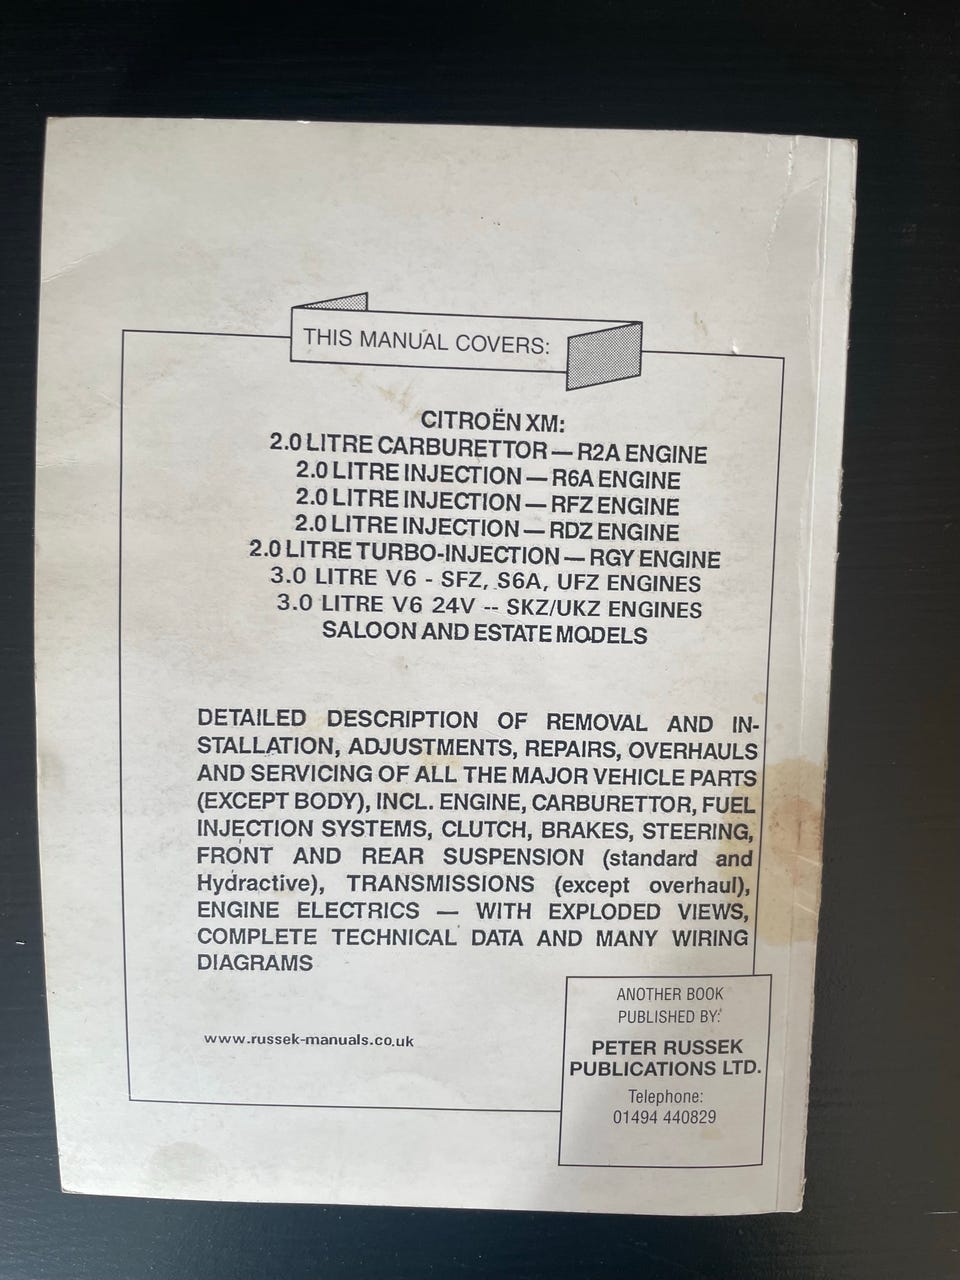 THIS MANUAL COVERS:
CITROËN XM:
2.0 LITRE CARBURETTOR — R2A ENGINE
2.0 LITRE INJECTION — R6A ENGINE
2.0 LITRE INJECTION — RFZ ENGINE
2.0 LITRE INJECTION — RDZ ENGINE
2.0 LITRE TURBO-INJECTION — RGY ENGINE
3.0 LITRE V6 - SFZ, S6A, UFZ ENGINES
3.0 LITRE V6 24V -- SKZ/UKZ ENGINES
SALOON AND ESTATE MODELS
DETAILED DESCRIPTION OF REMOVAL AND IN-
STALLATION, ADJUSTMENTS, REPAIRS, OVERHAULS
AND SERVICING OF ALL THE MAJOR VEHICLE PARTS
(EXCEPT BODY), INCL. ENGINE, CARBURETTOR, FUEL
INJECTION SYSTEMS, CLUTCH, BRAKES, STEERING,
FRONT AND REAR SUSPENSION (standard and
Hydractive), TRANSMISSIONS (except overhaul),
ENGINE ELECTRICS — WITH EXPLODED VIEWS,
COMPLETE TECHNICAL DATA AND MANY WIRING
DIAGRAMS
www.russek-manuals.co.uk
ANOTHER BOOK
PUBLISHED BY:
PETER RUSSEK
PUBLICATIONS LTD.
Telephone:
01494 440829